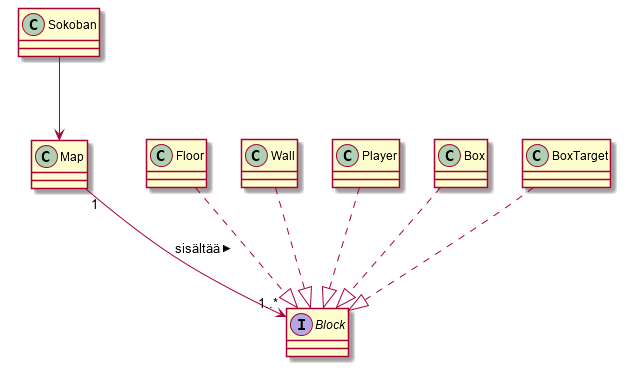 C Sokoban
C Map
C Floor
C Wall
C Player
C Box
C BoxTarget
1
sisältää
1..*
I Block